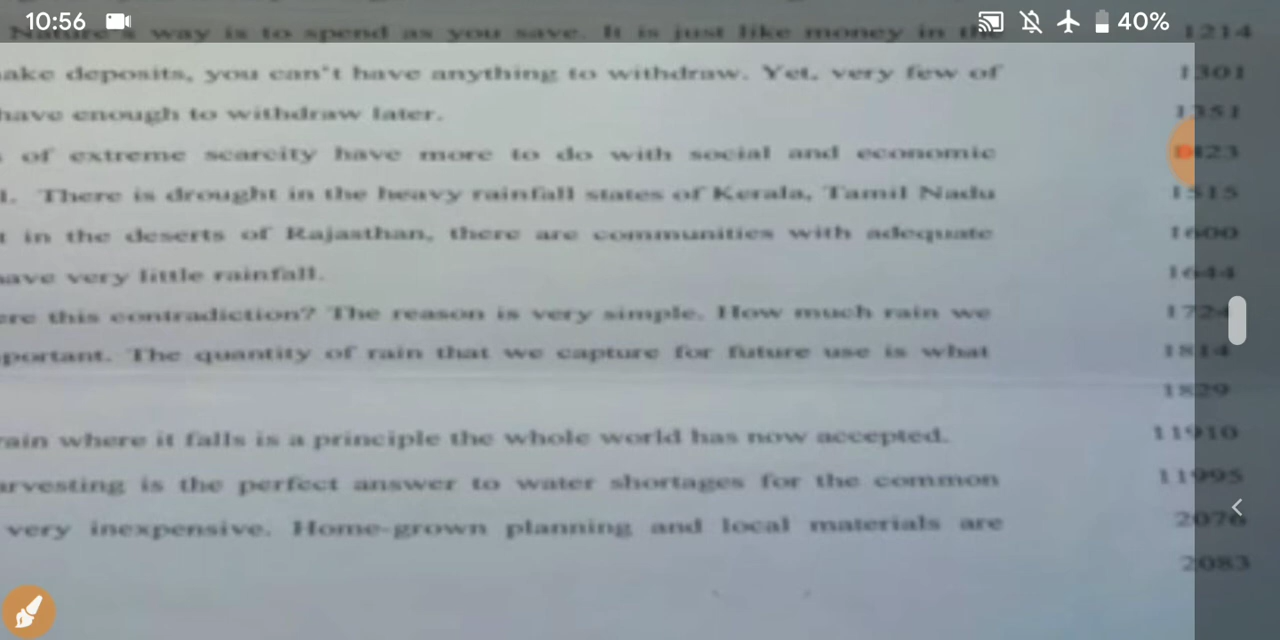 10:56 40%
Nature's way is to spend as you save. It is just like money in the 1214
ake deposits, you can't have anything to withdraw. Yet, very few of 1301
have enough to withdraw later. 1351
of extreme scarcity have more to do with social and economic
l. There is drought in the heavy rainfall states of Kerala, Tamil Nadu 1515
t in the deserts of Rajasthan, there are communities with adequate 1600
ave very little rainfall. 1644
ere this contradiction? The reason is very simple. How much rain we 1724
portant. The quantity of rain that we capture for future use is what 1814
1829
rain where it falls is a principle the whole world has now accepted. 11910
arvesting is the perfect answer to water shortages for the common 11995
very inexpensive. Home-grown planning and local materials are 2076
2083